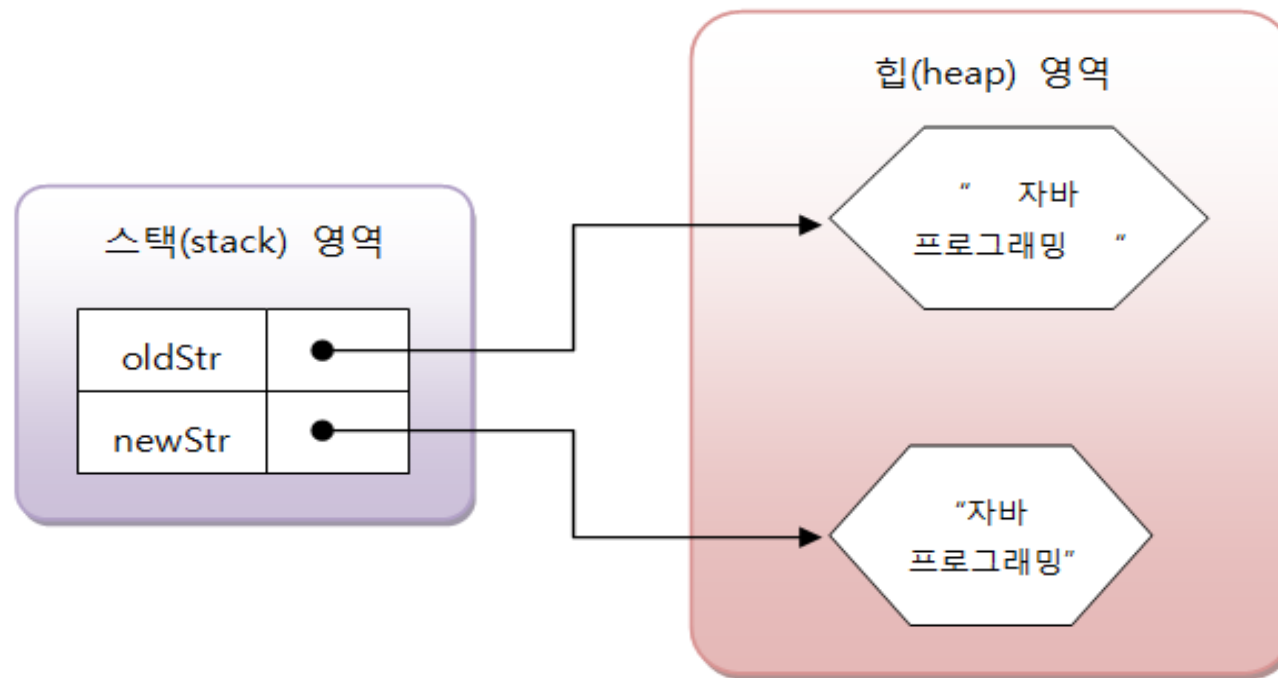 힙(heap) 영역
“ 자바
프로그래밍 “
스택(stack) 영역
oldStr
newStr
“자바
프로그래밍”